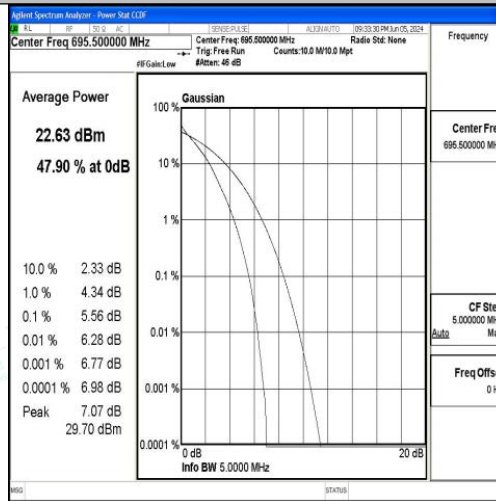 Agilent Spectrum Analyzer - Power Stat CCDF
RL RF 50 Ω AC SENSE:PULSE ALIGNAUTO 09:33:30 PM Jun 05, 2024
Center Freq 695.500000 MHz
Center Freq: 695.500000 MHz Radio Std: None
Trig: Free Run Counts:10.0 M/10.0 Mpt
#IFGain:Low #Atten: 46 dB
Frequency
Average Power
22.63 dBm
47.90 % at 0dB
10.0 % 2.33 dB
1.0 % 4.34 dB
0.1 % 5.56 dB
0.01 % 6.28 dB
0.001 % 6.77 dB
0.0001 % 6.98 dB
Peak 7.07 dB
29.70 dBm
Gaussian
100 %
10 %
1 %
0.1 %
0.01 %
0.001 %
0.0001 %
0 dB 20 dB
Info BW 5.0000 MHz
Center Fre
695.500000 MH
CF Ste
5.000000 MH
Auto Ma
Freq Offs
0 H
MSG STATUS